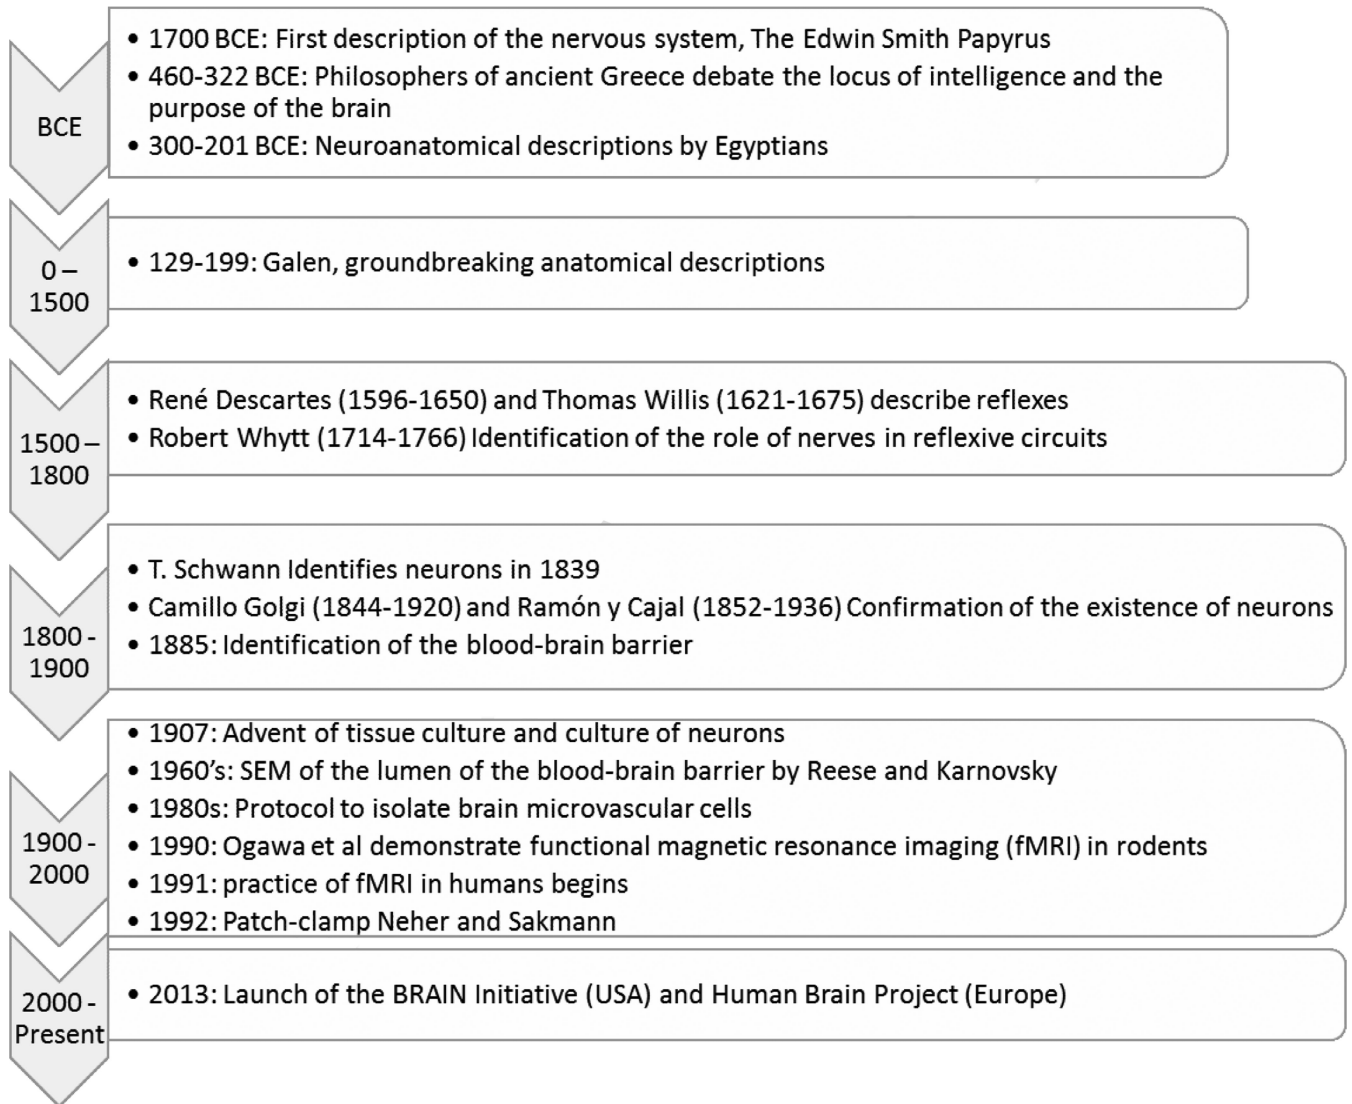 BCE
• 1700 BCE: First description of the nervous system, The Edwin Smith Papyrus
• 460-322 BCE: Philosophers of ancient Greece debate the locus of intelligence and the
purpose of the brain
• 300-201 BCE: Neuroanatomical descriptions by Egyptians
0 –
1500
• 129-199: Galen, groundbreaking anatomical descriptions
1500 –
1800
• René Descartes (1596-1650) and Thomas Willis (1621-1675) describe reflexes
• Robert Whytt (1714-1766) Identification of the role of nerves in reflexive circuits
1800 -
1900
• T. Schwann Identifies neurons in 1839
• Camillo Golgi (1844-1920) and Ramón y Cajal (1852-1936) Confirmation of the existence of neurons
• 1885: Identification of the blood-brain barrier
1900 -
2000
• 1907: Advent of tissue culture and culture of neurons
• 1960’s: SEM of the lumen of the blood-brain barrier by Reese and Karnovsky
• 1980s: Protocol to isolate brain microvascular cells
• 1990: Ogawa et al demonstrate functional magnetic resonance imaging (fMRI) in rodents
• 1991: practice of fMRI in humans begins
• 1992: Patch-clamp Neher and Sakmann
2000 -
Present
• 2013: Launch of the BRAIN Initiative (USA) and Human Brain Project (Europe)